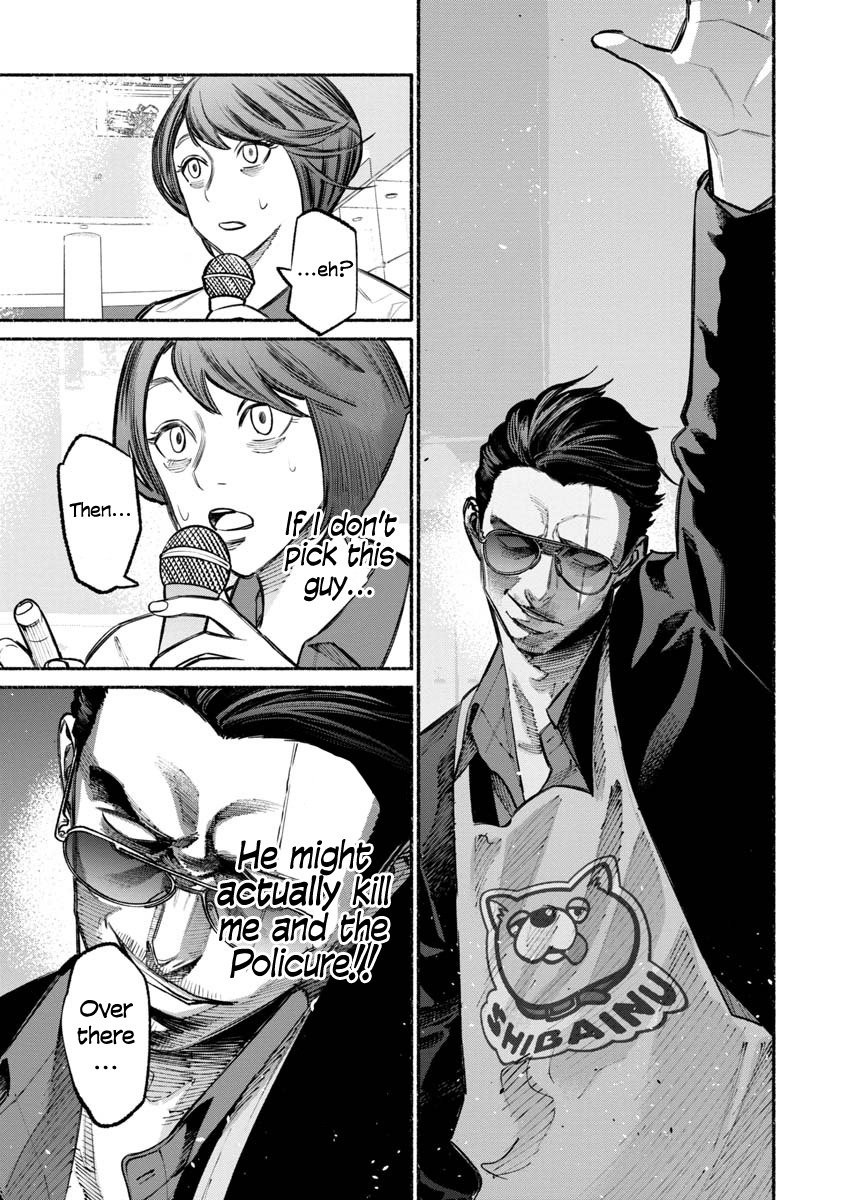 SHIBAINU
...eh?
Then...
If I don't
pick this
guy...
He might
actually kill
me and the
Policure!!!
Over
there
...